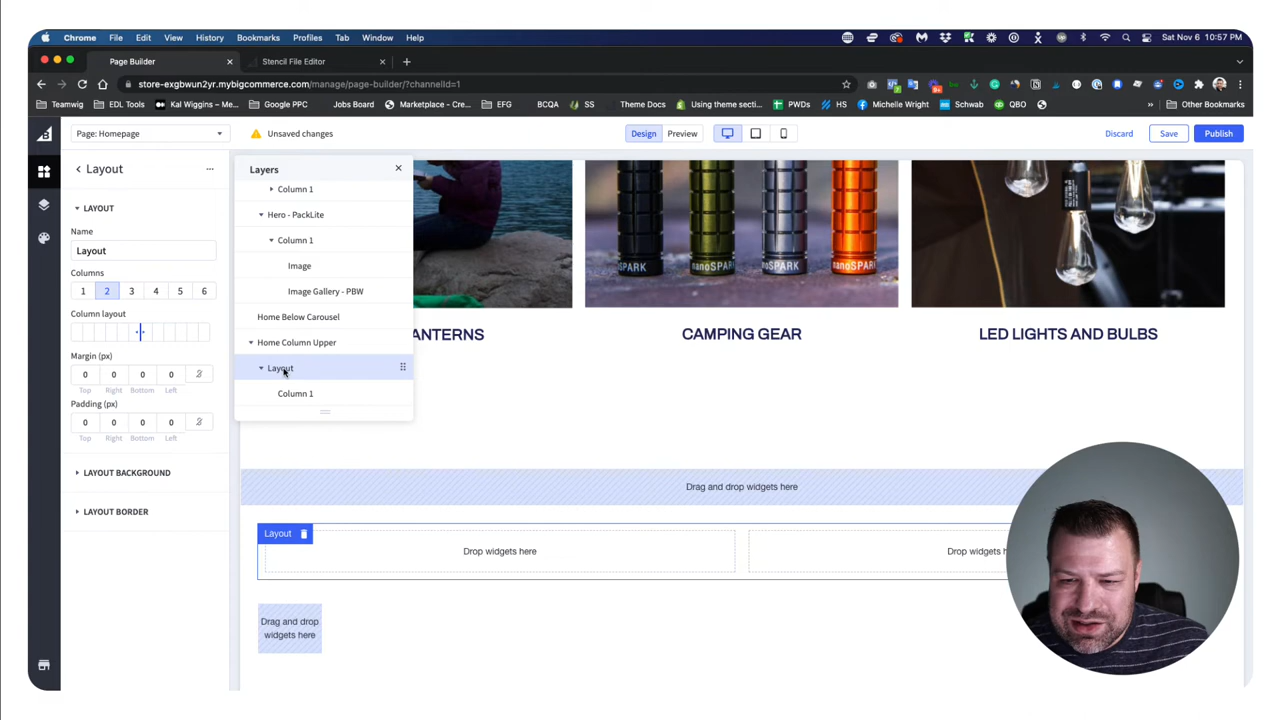 Chrome File Edit View History Bookmarks Profiles Tab Window Help Sat Nov 6 10:57 PM
Page Builder
Stencil File Editor
store-exgbwun2yr.mybigcommerce.com/manage/page-builder/?channelId=1
Teamwig EDL Tools Kal Wiggins – Me... Google PPC Jobs Board Marketplace - Cre... EFG BCQA SS Theme Docs Using theme secti... PWDs HS Michelle Wright Schwab QBO » Other Bookmarks
Page: Homepage
Unsaved changes
Design
Preview
Discard
Save
Publish
Layout
LAYOUT
Name
Layout
Columns
1 2 3 4 5 6
Column layout
Margin (px)
0 0 0 0
Top Right Bottom Left
Padding (px)
0 0 0 0
Top Right Bottom Left
LAYOUT BACKGROUND
LAYOUT BORDER
Layers
Column 1
Hero - PackLite
Column 1
Image
Image Gallery - PBW
Home Below Carousel
Home Column Upper
Layout
Column 1
SPARK
nanoSPARK
nanoSPARK
nanoSPARK
ANTERNS
CAMPING GEAR
LED LIGHTS AND BULBS
Drag and drop widgets here
Layout
Drop widgets here
Drop widgets h
Drag and drop
widgets here